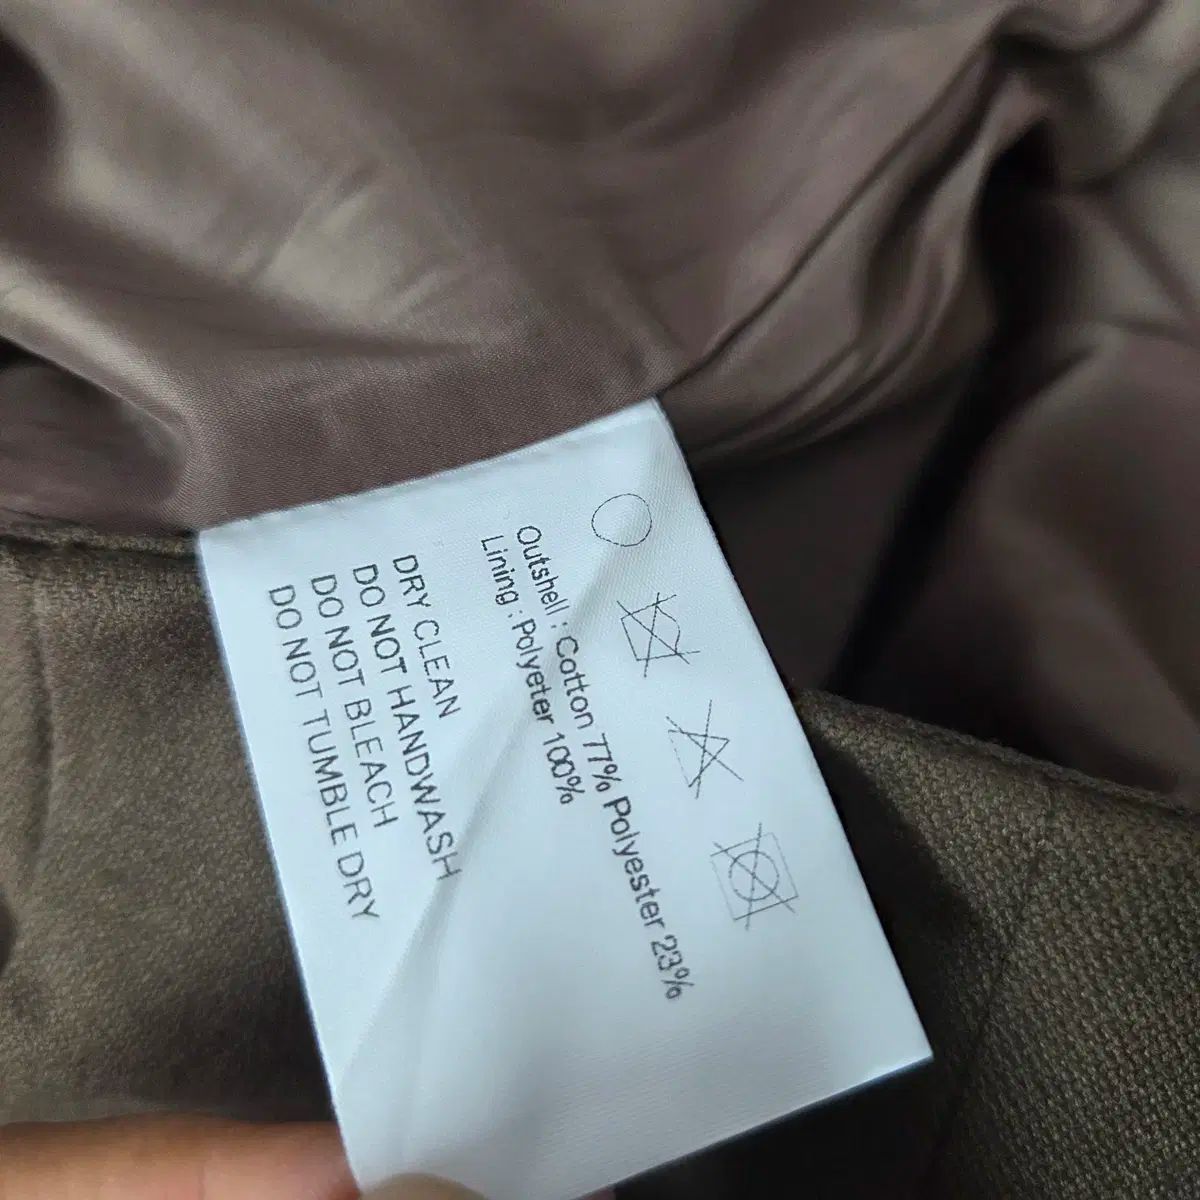 Outshell : Cotton 77% Polyester 23%
Lining : Polyeter 100%
DRY CLEAN
DO NOT HANDWASH
DO NOT BLEACH
DO NOT TUMBLE DRY